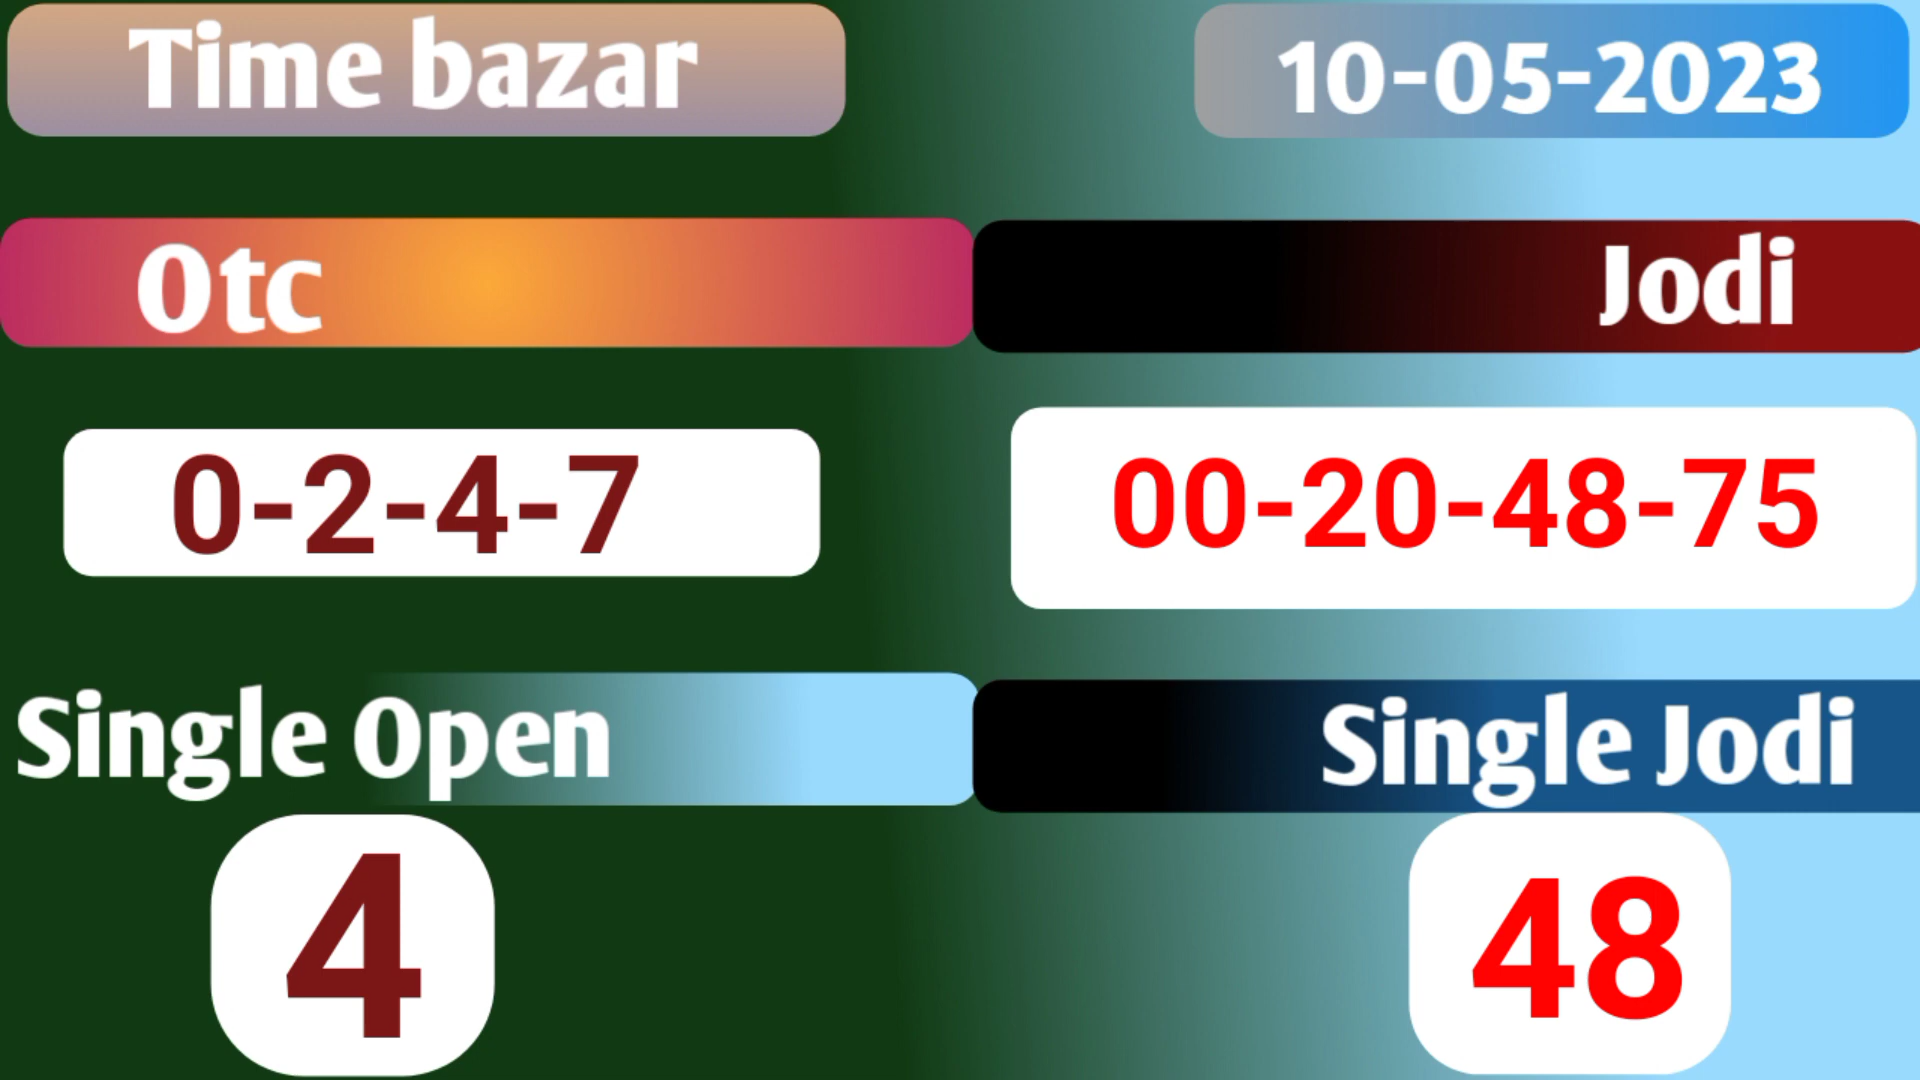 Time bazar
10-05-2023
Otc
Jodi
0-2-4-7
00-20-48-75
Single Open
Single Jodi
4
48